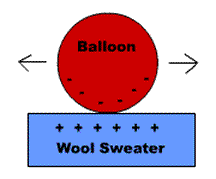 Balloon
- - - - - -
+ + + + + +
Wool Sweater